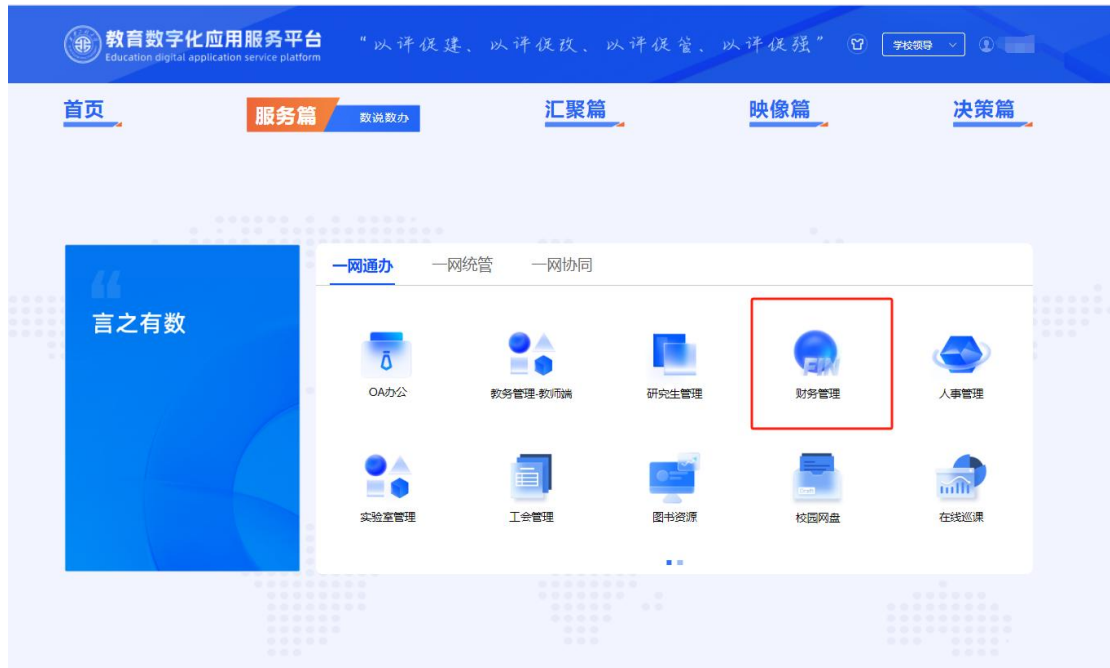 教育数字化应用服务平台
Education digital application service platform
“以评促建、以评促改、以评促管、以评促强”
学校领导
首页
服务篇
数说数办
汇聚篇
映像篇
决策篇
言之有数
一网通办 一网统管 一网协同
OA办公 教务管理-教师端 研究生管理 FIN 财务管理 人事管理
实验室管理 工会管理 图书资源 校园网盘 在线巡课